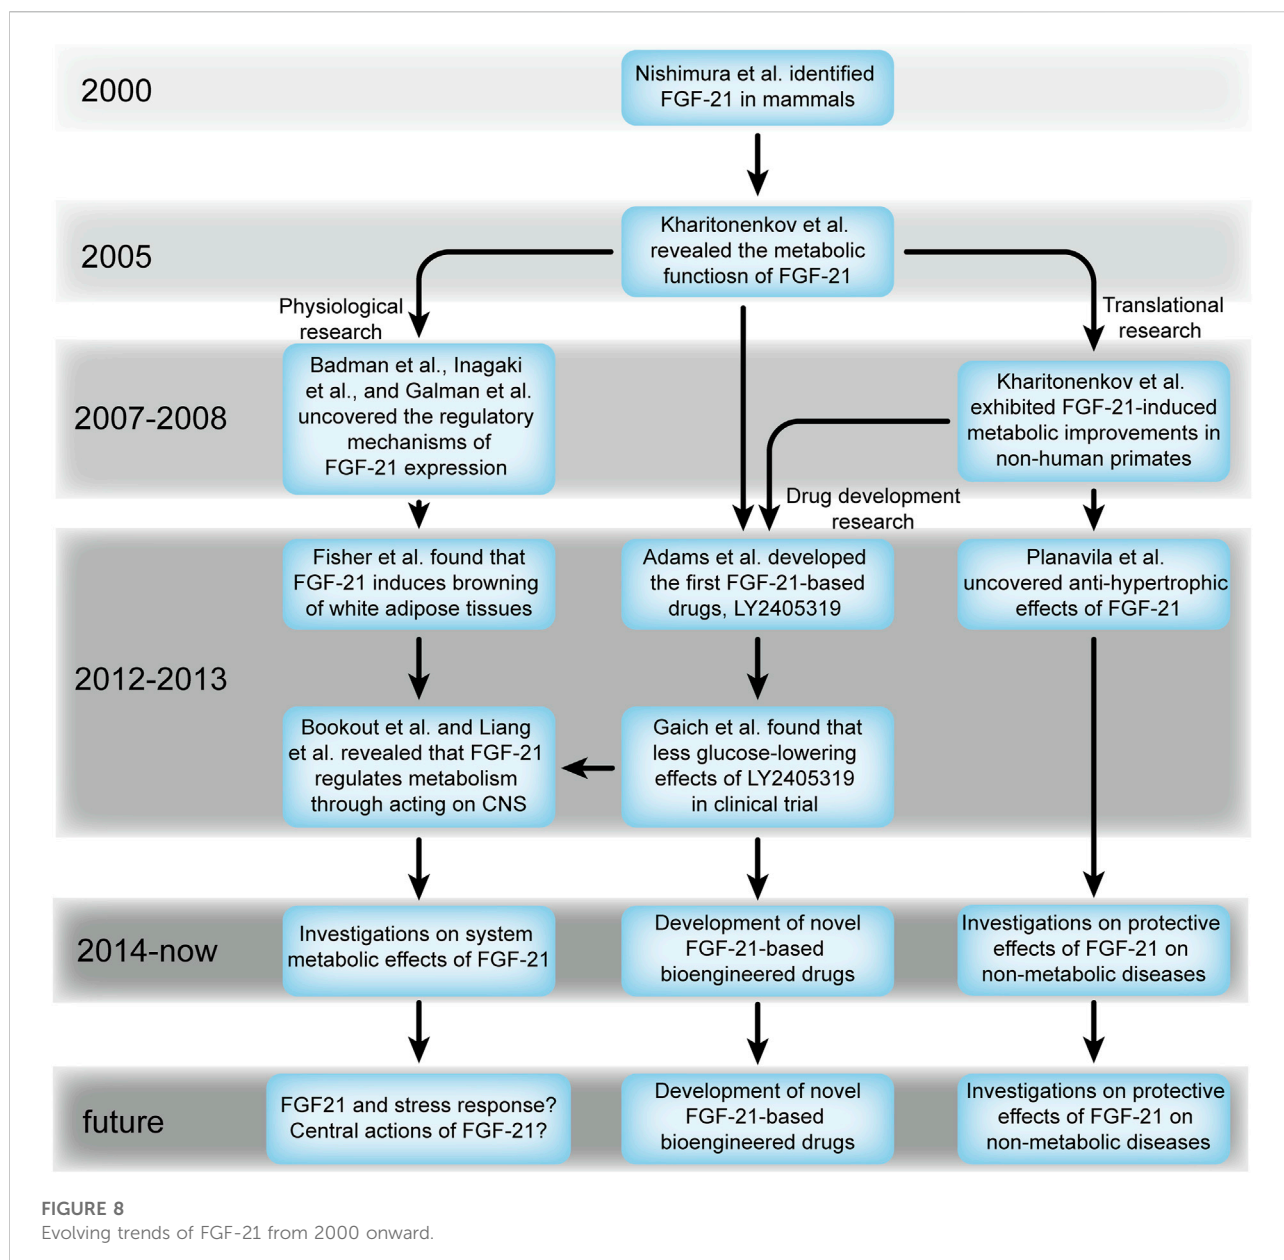 2000
Nishimura et al. identified
FGF-21 in mammals
2005
Kharitonenkov et al.
revealed the metabolic
functiosn of FGF-21
Physiological
research
Translational
research
2007-2008
Badman et al., Inagaki
et al., and Galman et al.
uncovered the regulatory
mechanisms of
FGF-21 expression
Kharitonenkov et al.
exhibited FGF-21-induced
metabolic improvements in
non-human primates
Drug development
research
2012-2013
Fisher et al. found that
FGF-21 induces browning
of white adipose tissues
Adams et al. developed
the first FGF-21-based
drugs, LY2405319
Planavila et al.
uncovered anti-hypertrophic
effects of FGF-21
Bookout et al. and Liang
et al. revealed that FGF-21
regulates metabolism
through acting on CNS
Gaich et al. found that
less glucose-lowering
effects of LY2405319
in clinical trial
2014-now
Investigations on system
metabolic effects of FGF-21
Development of novel
FGF-21-based
bioengineered drugs
Investigations on protective
effects of FGF-21 on
non-metabolic diseases
future
FGF21 and stress response?
Central actions of FGF-21?
Development of novel
FGF-21-based
bioengineered drugs
Investigations on protective
effects of FGF-21 on
non-metabolic diseases
FIGURE 8
Evolving trends of FGF-21 from 2000 onward.